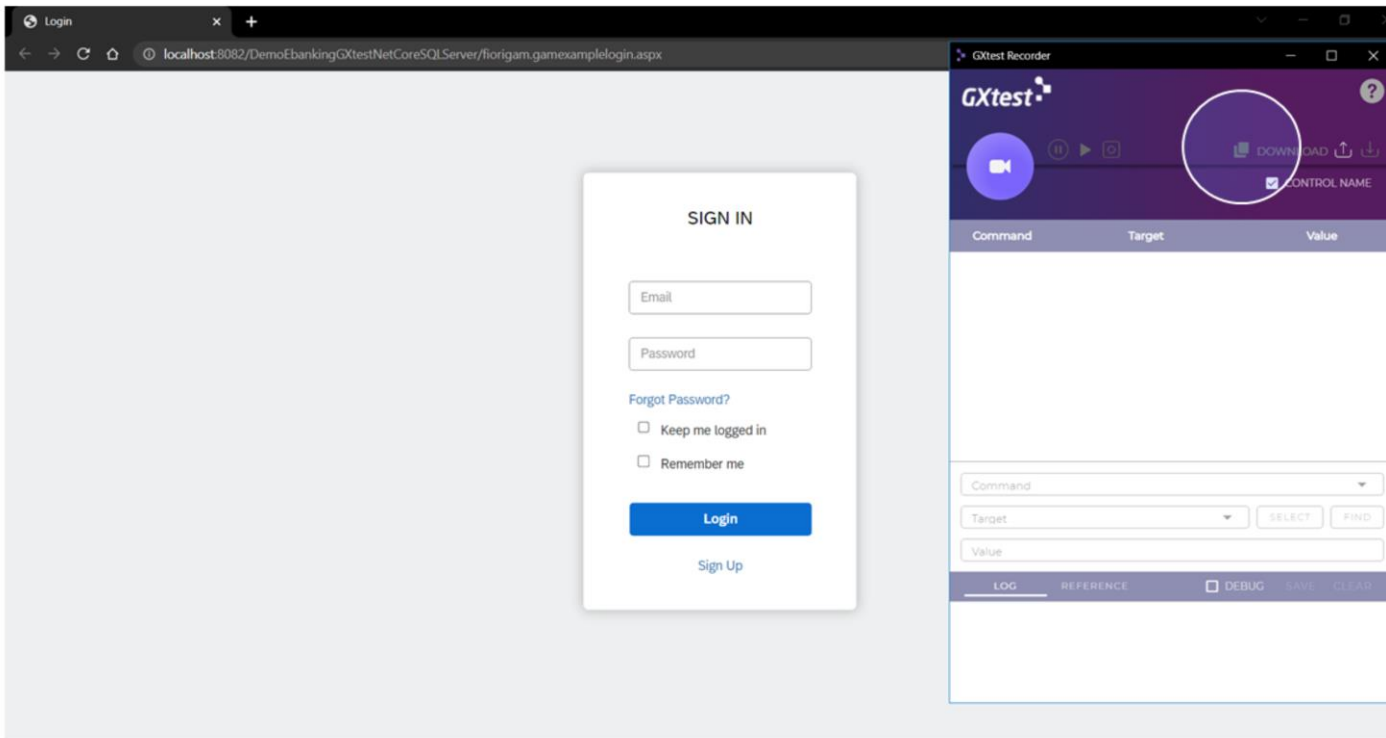 Login
localhost:8082/DemoEbankingGXtestNetCoreSQLServer/fiorigam.gamexamplelogin.aspx
SIGN IN
Email
Password
Forgot Password?
Keep me logged in
Remember me
Login
Sign Up
GXtest Recorder
GXtest
?
DOWNLOAD
CONTROL NAME
Command Target Value
Command
Target SELECT FIND
Value
LOG REFERENCE DEBUG SAVE CLEAR